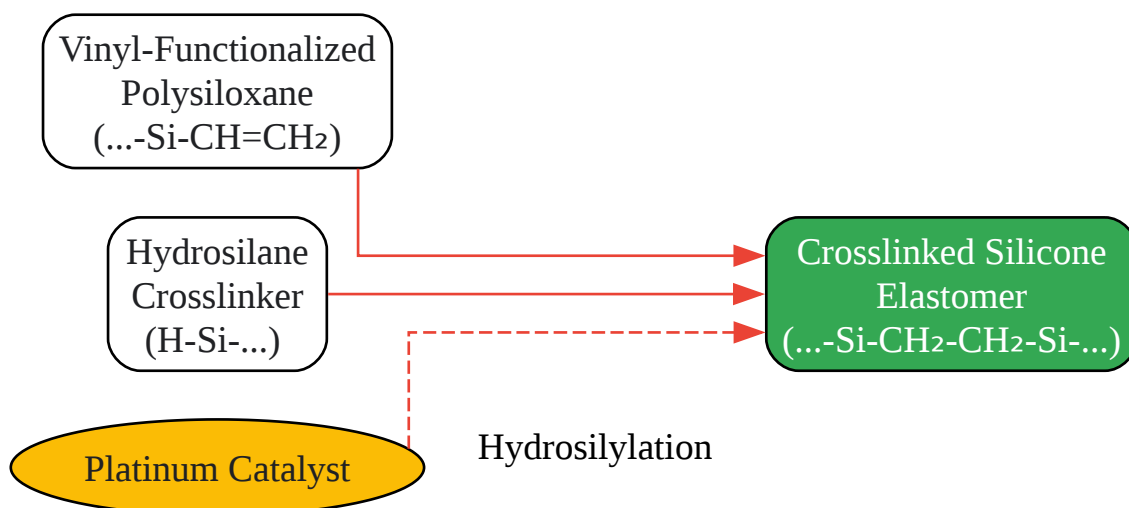 Vinyl-Functionalized
Polysiloxane
(...-Si-CH=CH₂)
Hydrosilane
Crosslinker
(H-Si-...)
Crosslinked Silicone
Elastomer
(...-Si-CH₂-CH₂-Si-...)
Platinum Catalyst
Hydrosilylation